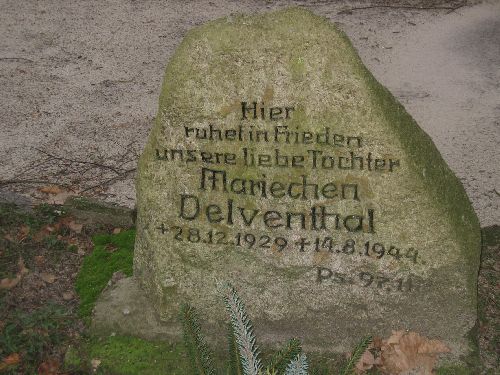 Hier
ruhet in Frieden
unsere liebe Tochter
Mariechen
Delventhal
*28.12.1929 +14.8.1944.
Ps. 97. 11